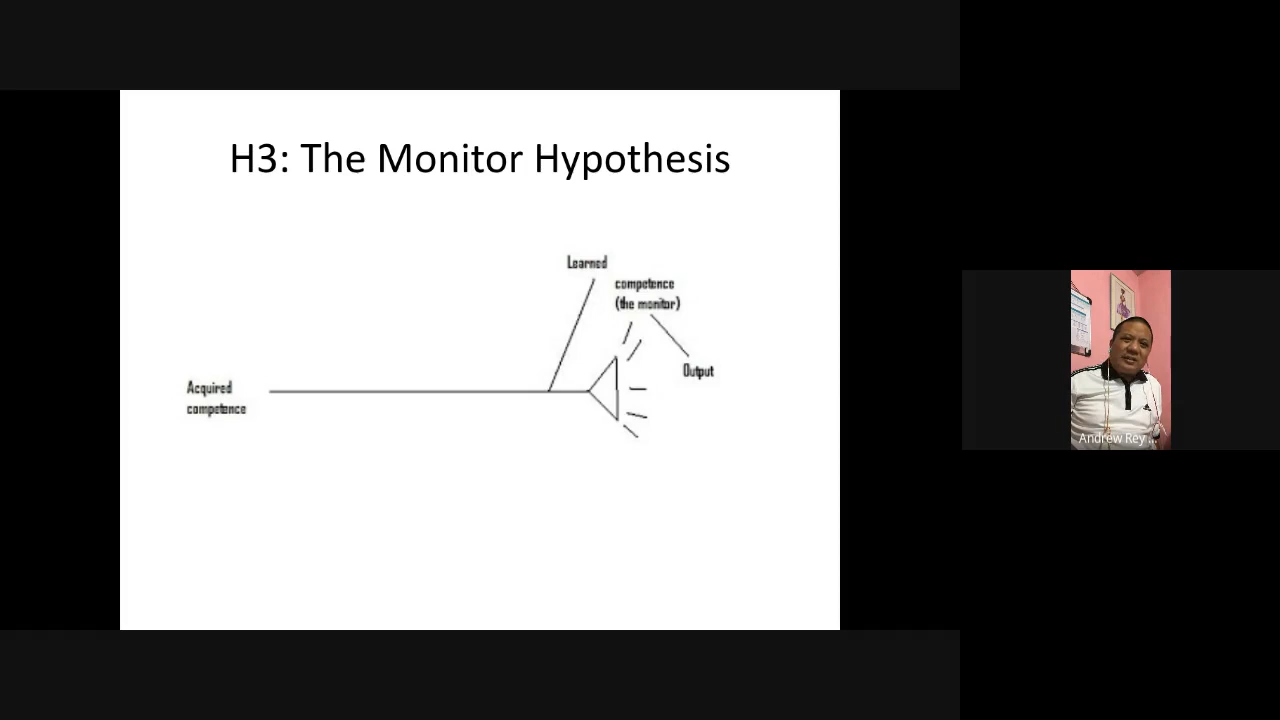 H3: The Monitor Hypothesis
Learned
competence
(the monitor)
Output
Acquired
competence
Andrew Rey ...